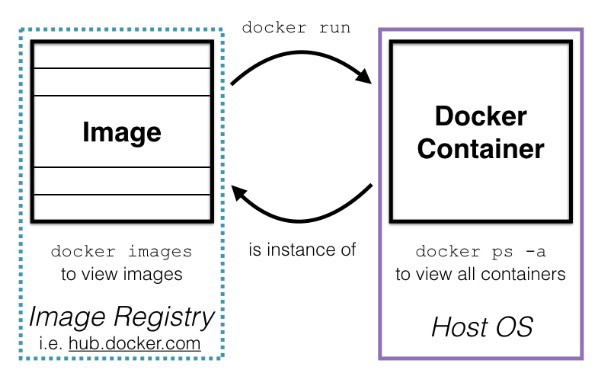 docker run
Image
Docker
Container
docker images
to view images
is instance of
docker ps -a
to view all containers
Image Registry
i.e. hub.docker.com
Host OS